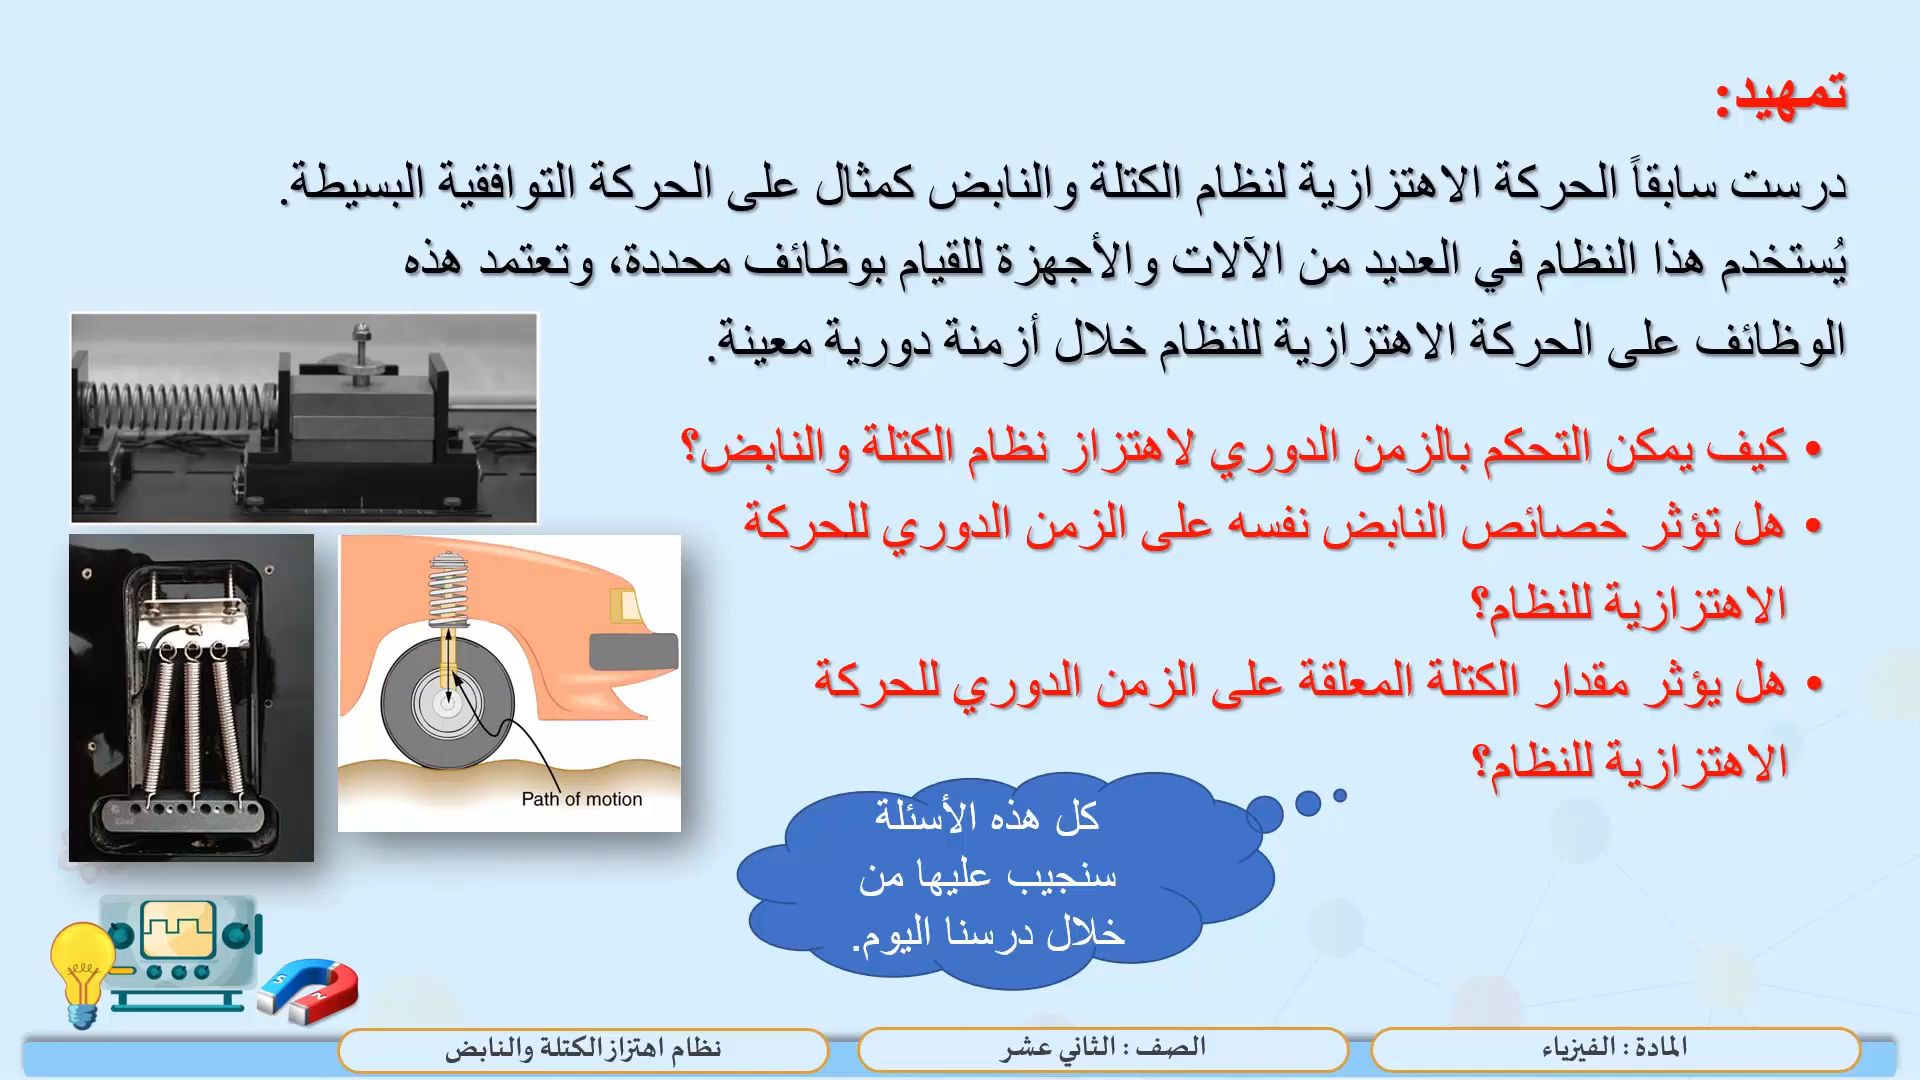 تمهيد:
درست سابقاً الحركة الاهتزازية لنظام الكتلة والنابض كمثال على الحركة التوافقية البسيطة.
يُستخدم هذا النظام في العديد من الآلات والأجهزة للقيام بوظائف محددة، وتعتمد هذه
الوظائف على الحركة الاهتزازية للنظام خلال أزمنة دورية معينة.
• كيف يمكن التحكم بالزمن الدوري لاهتزاز نظام الكتلة والنابض؟
• هل تؤثر خصائص النابض نفسه على الزمن الدوري للحركة
الاهتزازية للنظام؟
• هل يؤثر مقدار الكتلة المعلقة على الزمن الدوري للحركة
الاهتزازية للنظام؟
Path of motion
كل هذه الأسئلة
سنجيب عليها من
خلال درسنا اليوم.
S
N
المادة : الفيزياء
الصف : الثاني عشر
نظام اهتزاز الكتلة والنابض